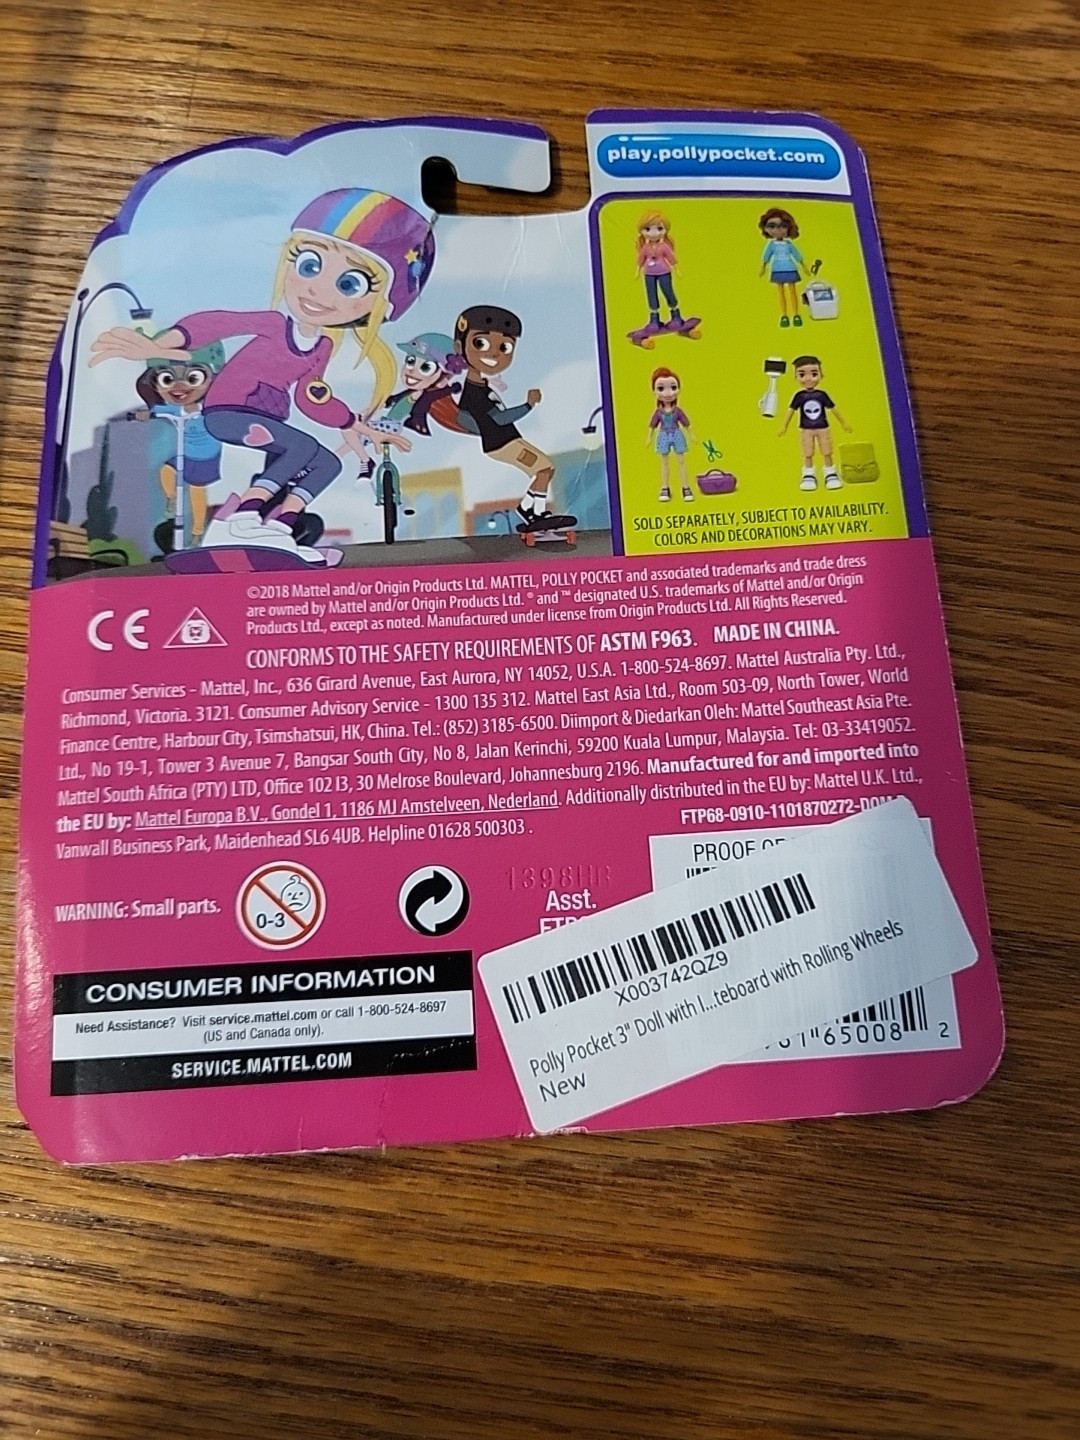 play.pollypocket.com
SOLD SEPARATELY, SUBJECT TO AVAILABILITY.
COLORS AND DECORATIONS MAY VARY.
©2018 Mattel and/or Origin Products Ltd. MATTEL, POLLY POCKET and associated trademarks and trade dress
are owned by Mattel and/or Origin Products Ltd. ® and ™ designated U.S. trademarks of Mattel and/or Origin
Products Ltd., except as noted. Manufactured under license from Origin Products Ltd. All Rights Reserved.
CE
CONFORMS TO THE SAFETY REQUIREMENTS OF ASTM F963. MADE IN CHINA.
Consumer Services – Mattel, Inc., 636 Girard Avenue, East Aurora, NY 14052, U.S.A. 1-800-524-8697. Mattel Australia Pty. Ltd.,
Richmond, Victoria. 3121. Consumer Advisory Service - 1300 135 312. Mattel East Asia Ltd., Room 503-09, North Tower, World
Finance Centre, Harbour City, Tsimshatsui, HK, China. Tel.: (852) 3185-6500. Diimport & Diedarkan Oleh: Mattel Southeast Asia Pte.
Ltd., No 19-1, Tower 3 Avenue 7, Bangsar South City, No 8, Jalan Kerinchi, 59200 Kuala Lumpur, Malaysia. Tel: 03-33419052.
Mattel South Africa (PTY) LTD, Office 102 I3, 30 Melrose Boulevard, Johannesburg 2196. Manufactured for and imported into
the EU by: Mattel Europa B.V., Gondel 1, 1186 MJ Amstelveen, Nederland. Additionally distributed in the EU by: Mattel U.K. Ltd.,
Vanwall Business Park, Maidenhead SL6 4UB. Helpline 01628 500303.
FTP68-0910-1101870272-DOM
PROOF
WARNING: Small parts.
0-3
Asst.
CONSUMER INFORMATION
Need Assistance? Visit service.mattel.com or call 1-800-524-8697
(US and Canada only).
SERVICE.MATTEL.COM
X003742QZ9
Polly Pocket 3" Doll with I...teboard with Rolling Wheels
New
65008 2